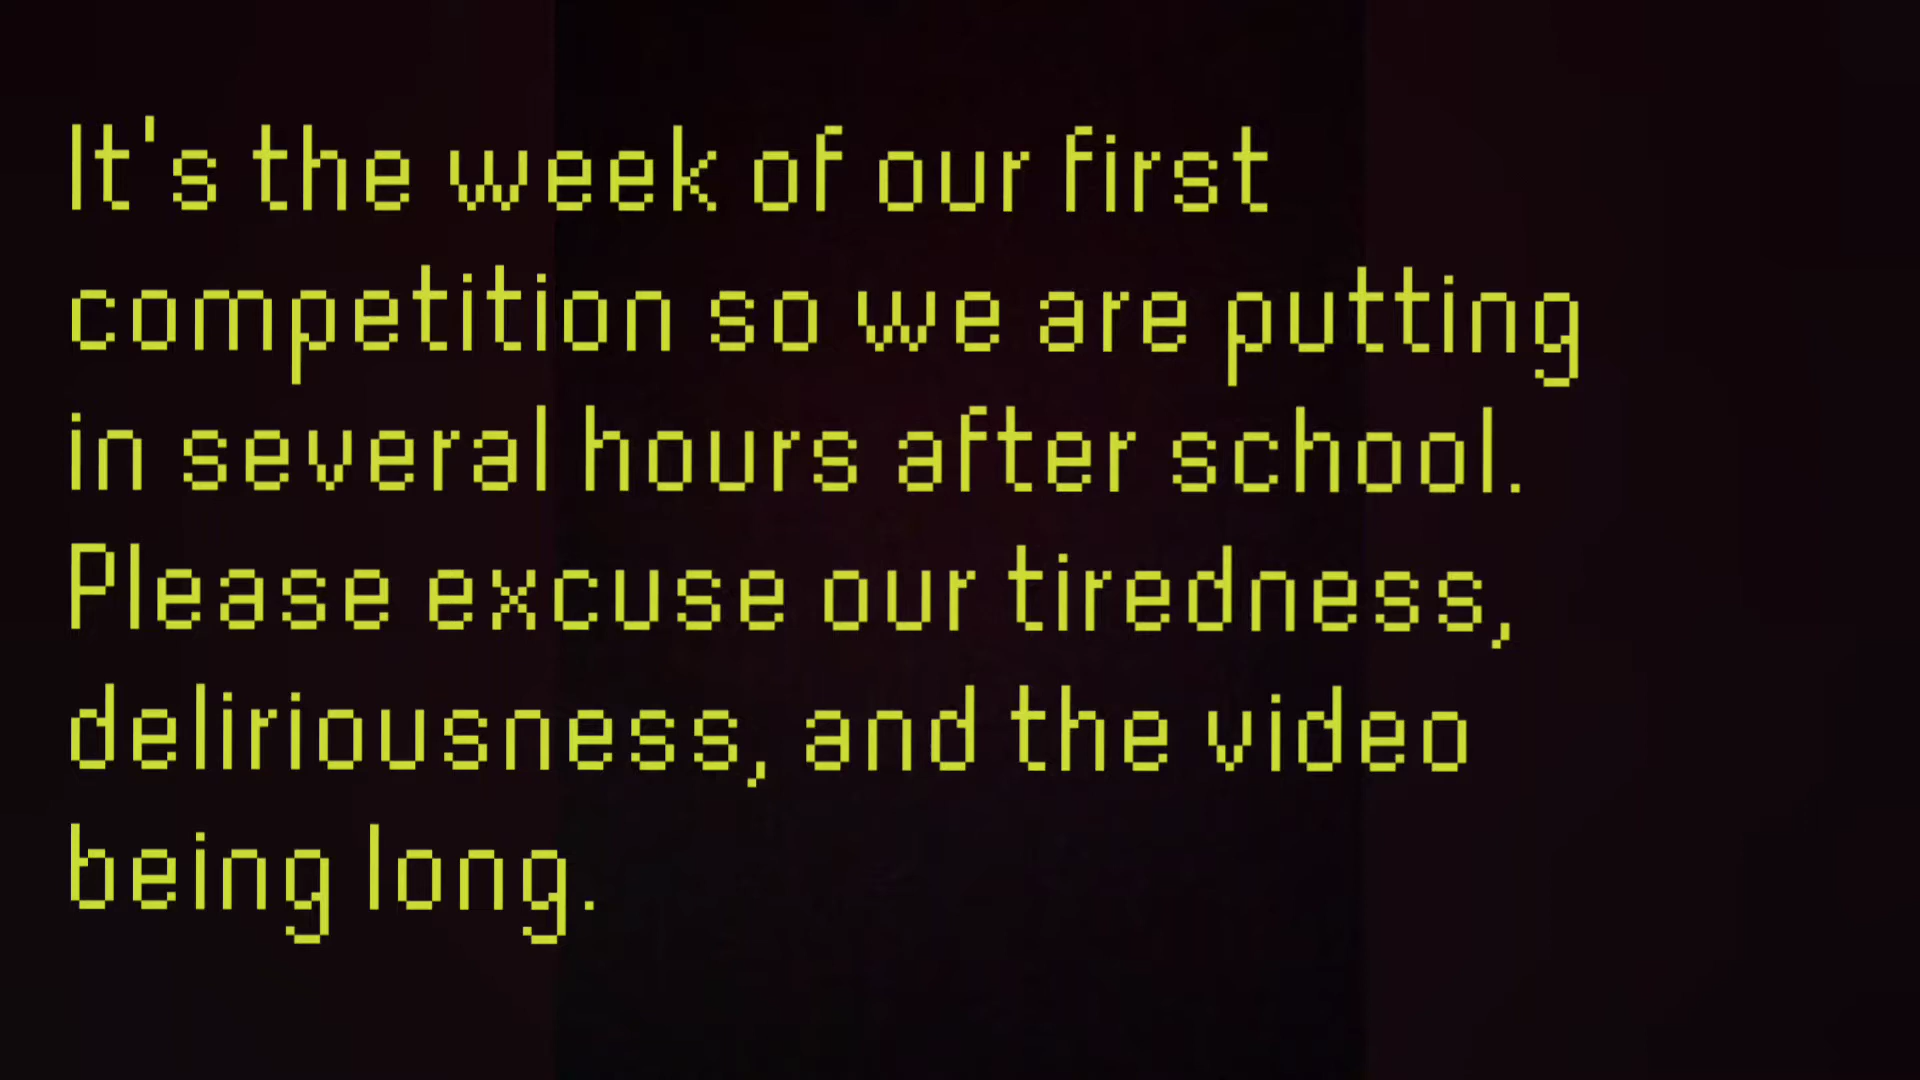 It's the week of our first
competition so we are putting
in several hours after school.
Please excuse our tiredness,
deliriousness, and the video
being long.